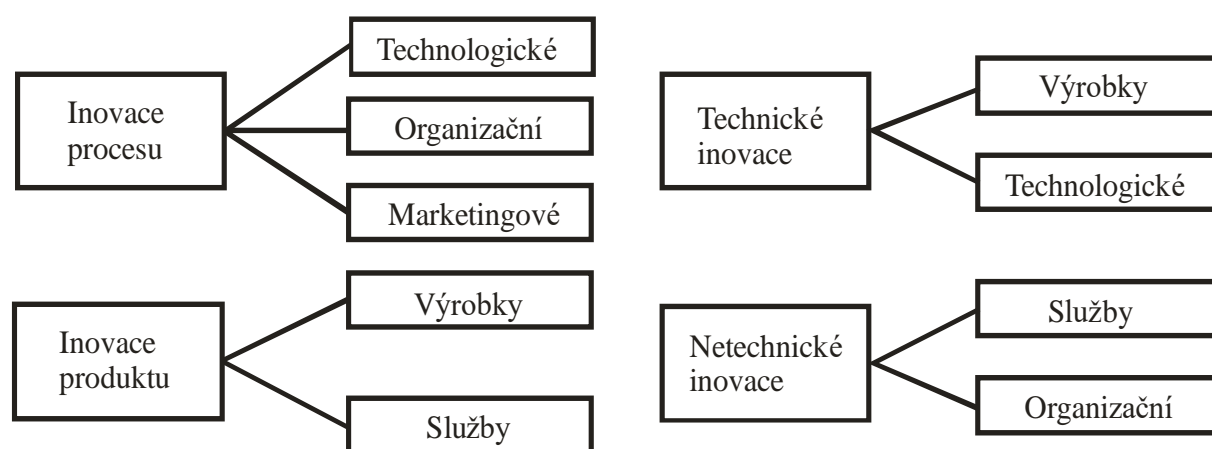 Inovace
procesu
Technologické
Organizační
Marketingové
Inovace
produktu
Výrobky
Služby
Technické
inovace
Výrobky
Technologické
Netechnické
inovace
Služby
Organizační